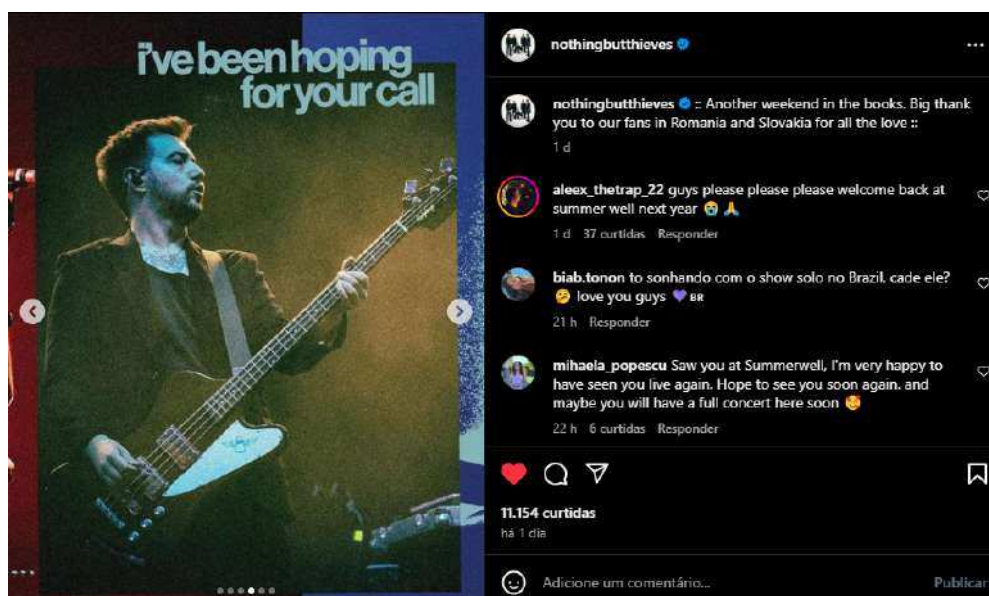 i've been hoping
for your call
nothingbutthieves
nothingbutthieves :: Another weekend in the books. Big thank
you to our fans in Romania and Slovakia for all the love ::
1 d
aleex_thetrap_22 guys please please please welcome back at
summer well next year 😭 🙏
1 d 37 curtidas Responder
biab.tonon to sonhando com o show solo no Brazil. cade ele?
🤔 love you guys 💜 BR
21 h Responder
mihaela_popescu Saw you at Summerwell, I'm very happy to
have seen you live again. Hope to see you soon again. and
maybe you will have a full concert here soon 🥰
22 h 6 curtidas Responder
11.154 curtidas
há 1 dia
Adicione um comentário...
Publicar